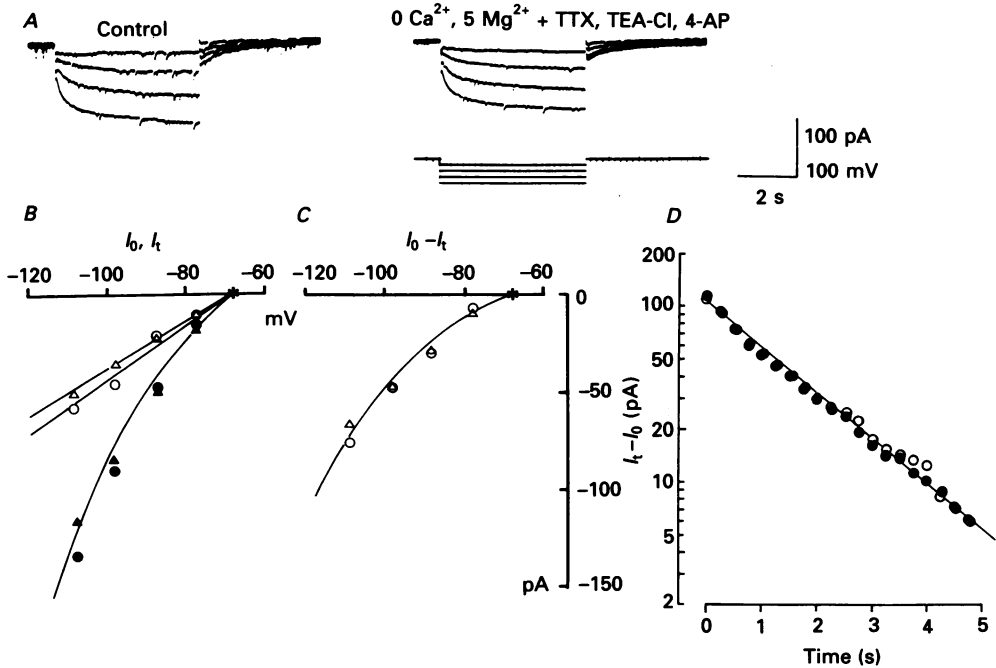 A
Control
0 Ca²⁺, 5 Mg²⁺ + TTX, TEA-Cl, 4-AP
100 pA
100 mV
2 s
B
I₀, Iₜ
−120 −100 −80 −60
mV
C
I₀ −Iₜ
−120 −100 −80 −60
0
−50
−100
−150
pA
D
200
100
50
20
10
5
2
Iₜ−I₀ (pA)
0 1 2 3 4 5
Time (s)